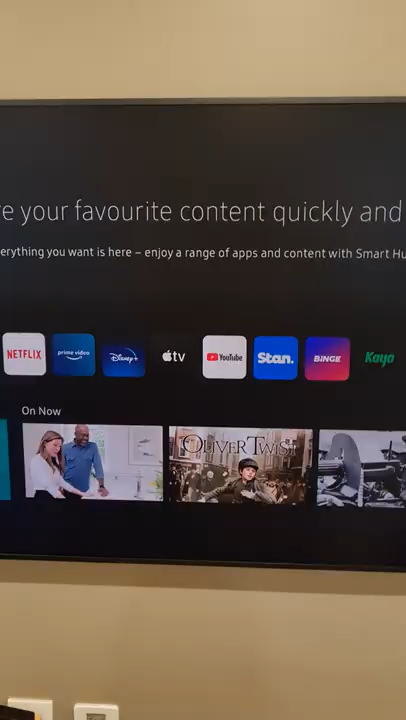 re your favourite content quickly and
erything you want is here – enjoy a range of apps and content with Smart Hu
NETFLIX
prime video
Disney+
tv
YouTube
Stan.
BINGE
Kayo
On Now
OLIVER TWIST